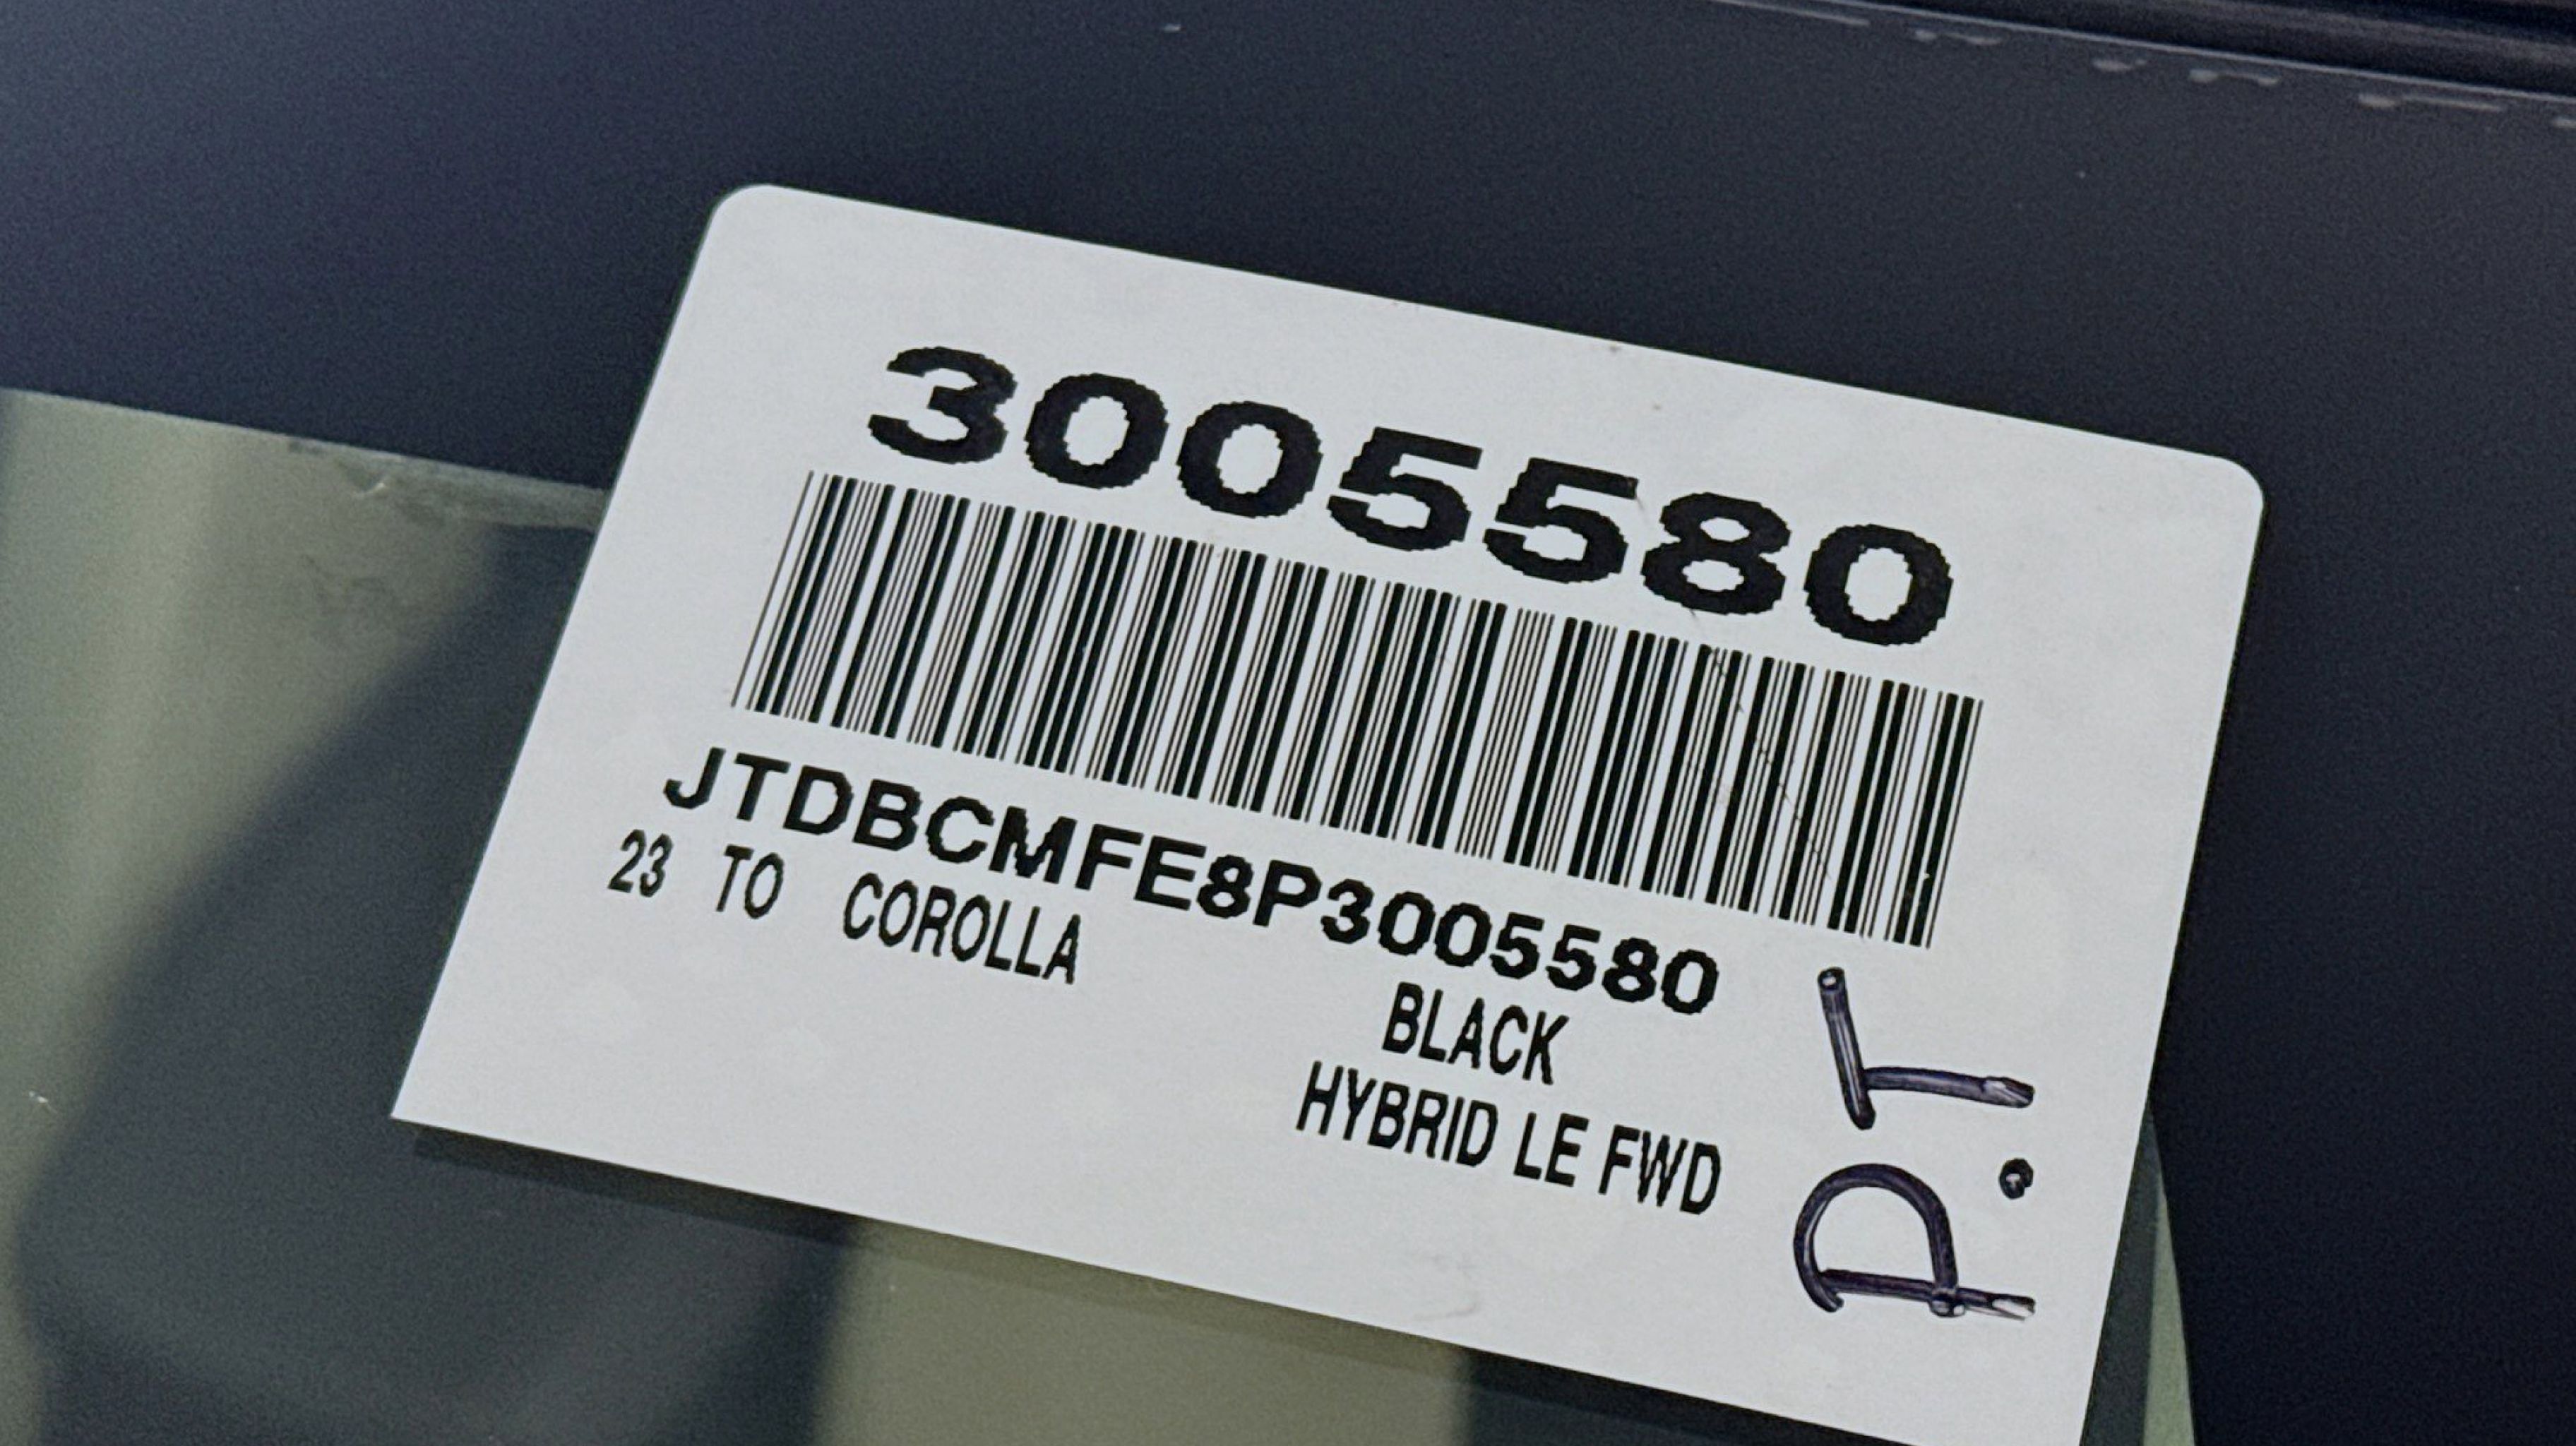 3005580
JTDBCMFE8P3005580
23 TO COROLLA
BLACK
HYBRID LE FWD